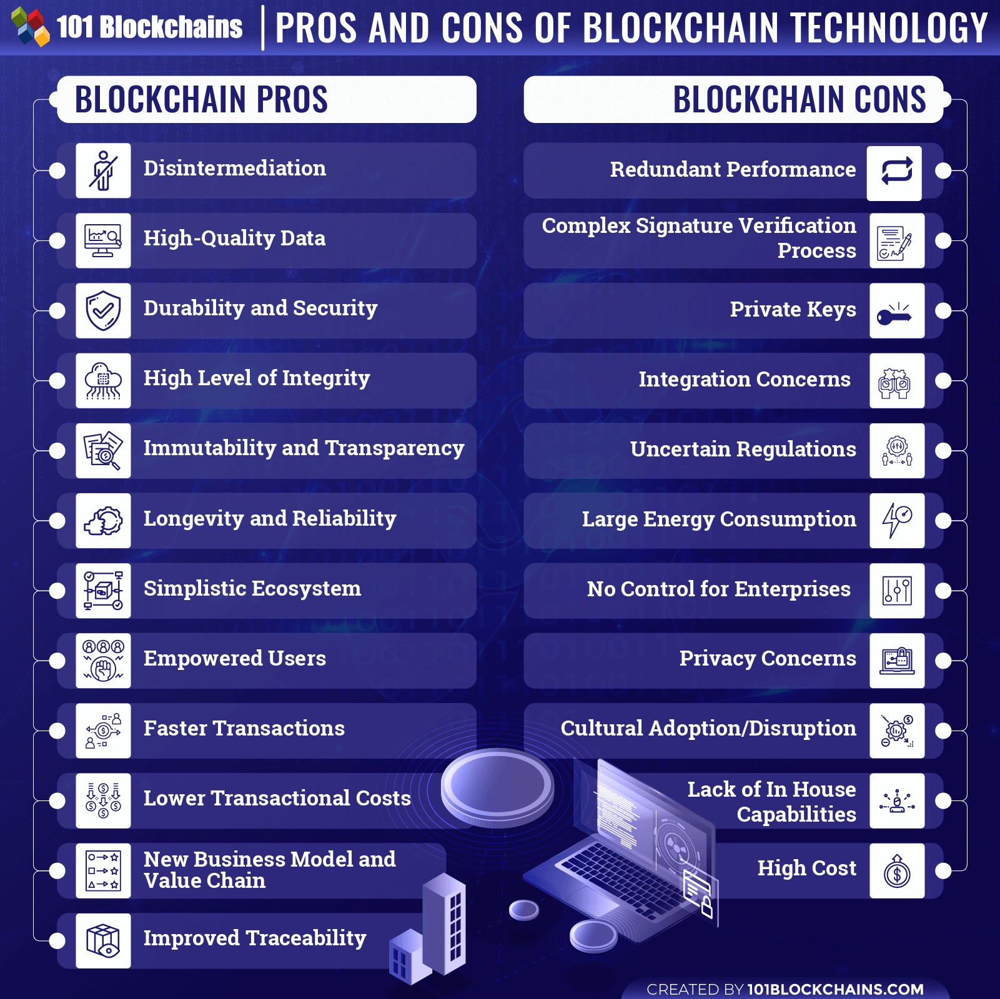 101 Blockchains
PROS AND CONS OF BLOCKCHAIN TECHNOLOGY
BLOCKCHAIN PROS
Disintermediation
High-Quality Data
Durability and Security
High Level of Integrity
Immutability and Transparency
Longevity and Reliability
Simplistic Ecosystem
Empowered Users
Faster Transactions
Lower Transactional Costs
New Business Model and
Value Chain
Improved Traceability
BLOCKCHAIN CONS
Redundant Performance
Complex Signature Verification
Process
Private Keys
Integration Concerns
Uncertain Regulations
Large Energy Consumption
No Control for Enterprises
Privacy Concerns
Cultural Adoption/Disruption
Lack of In House
Capabilities
High Cost
CREATED BY 101BLOCKCHAINS.COM